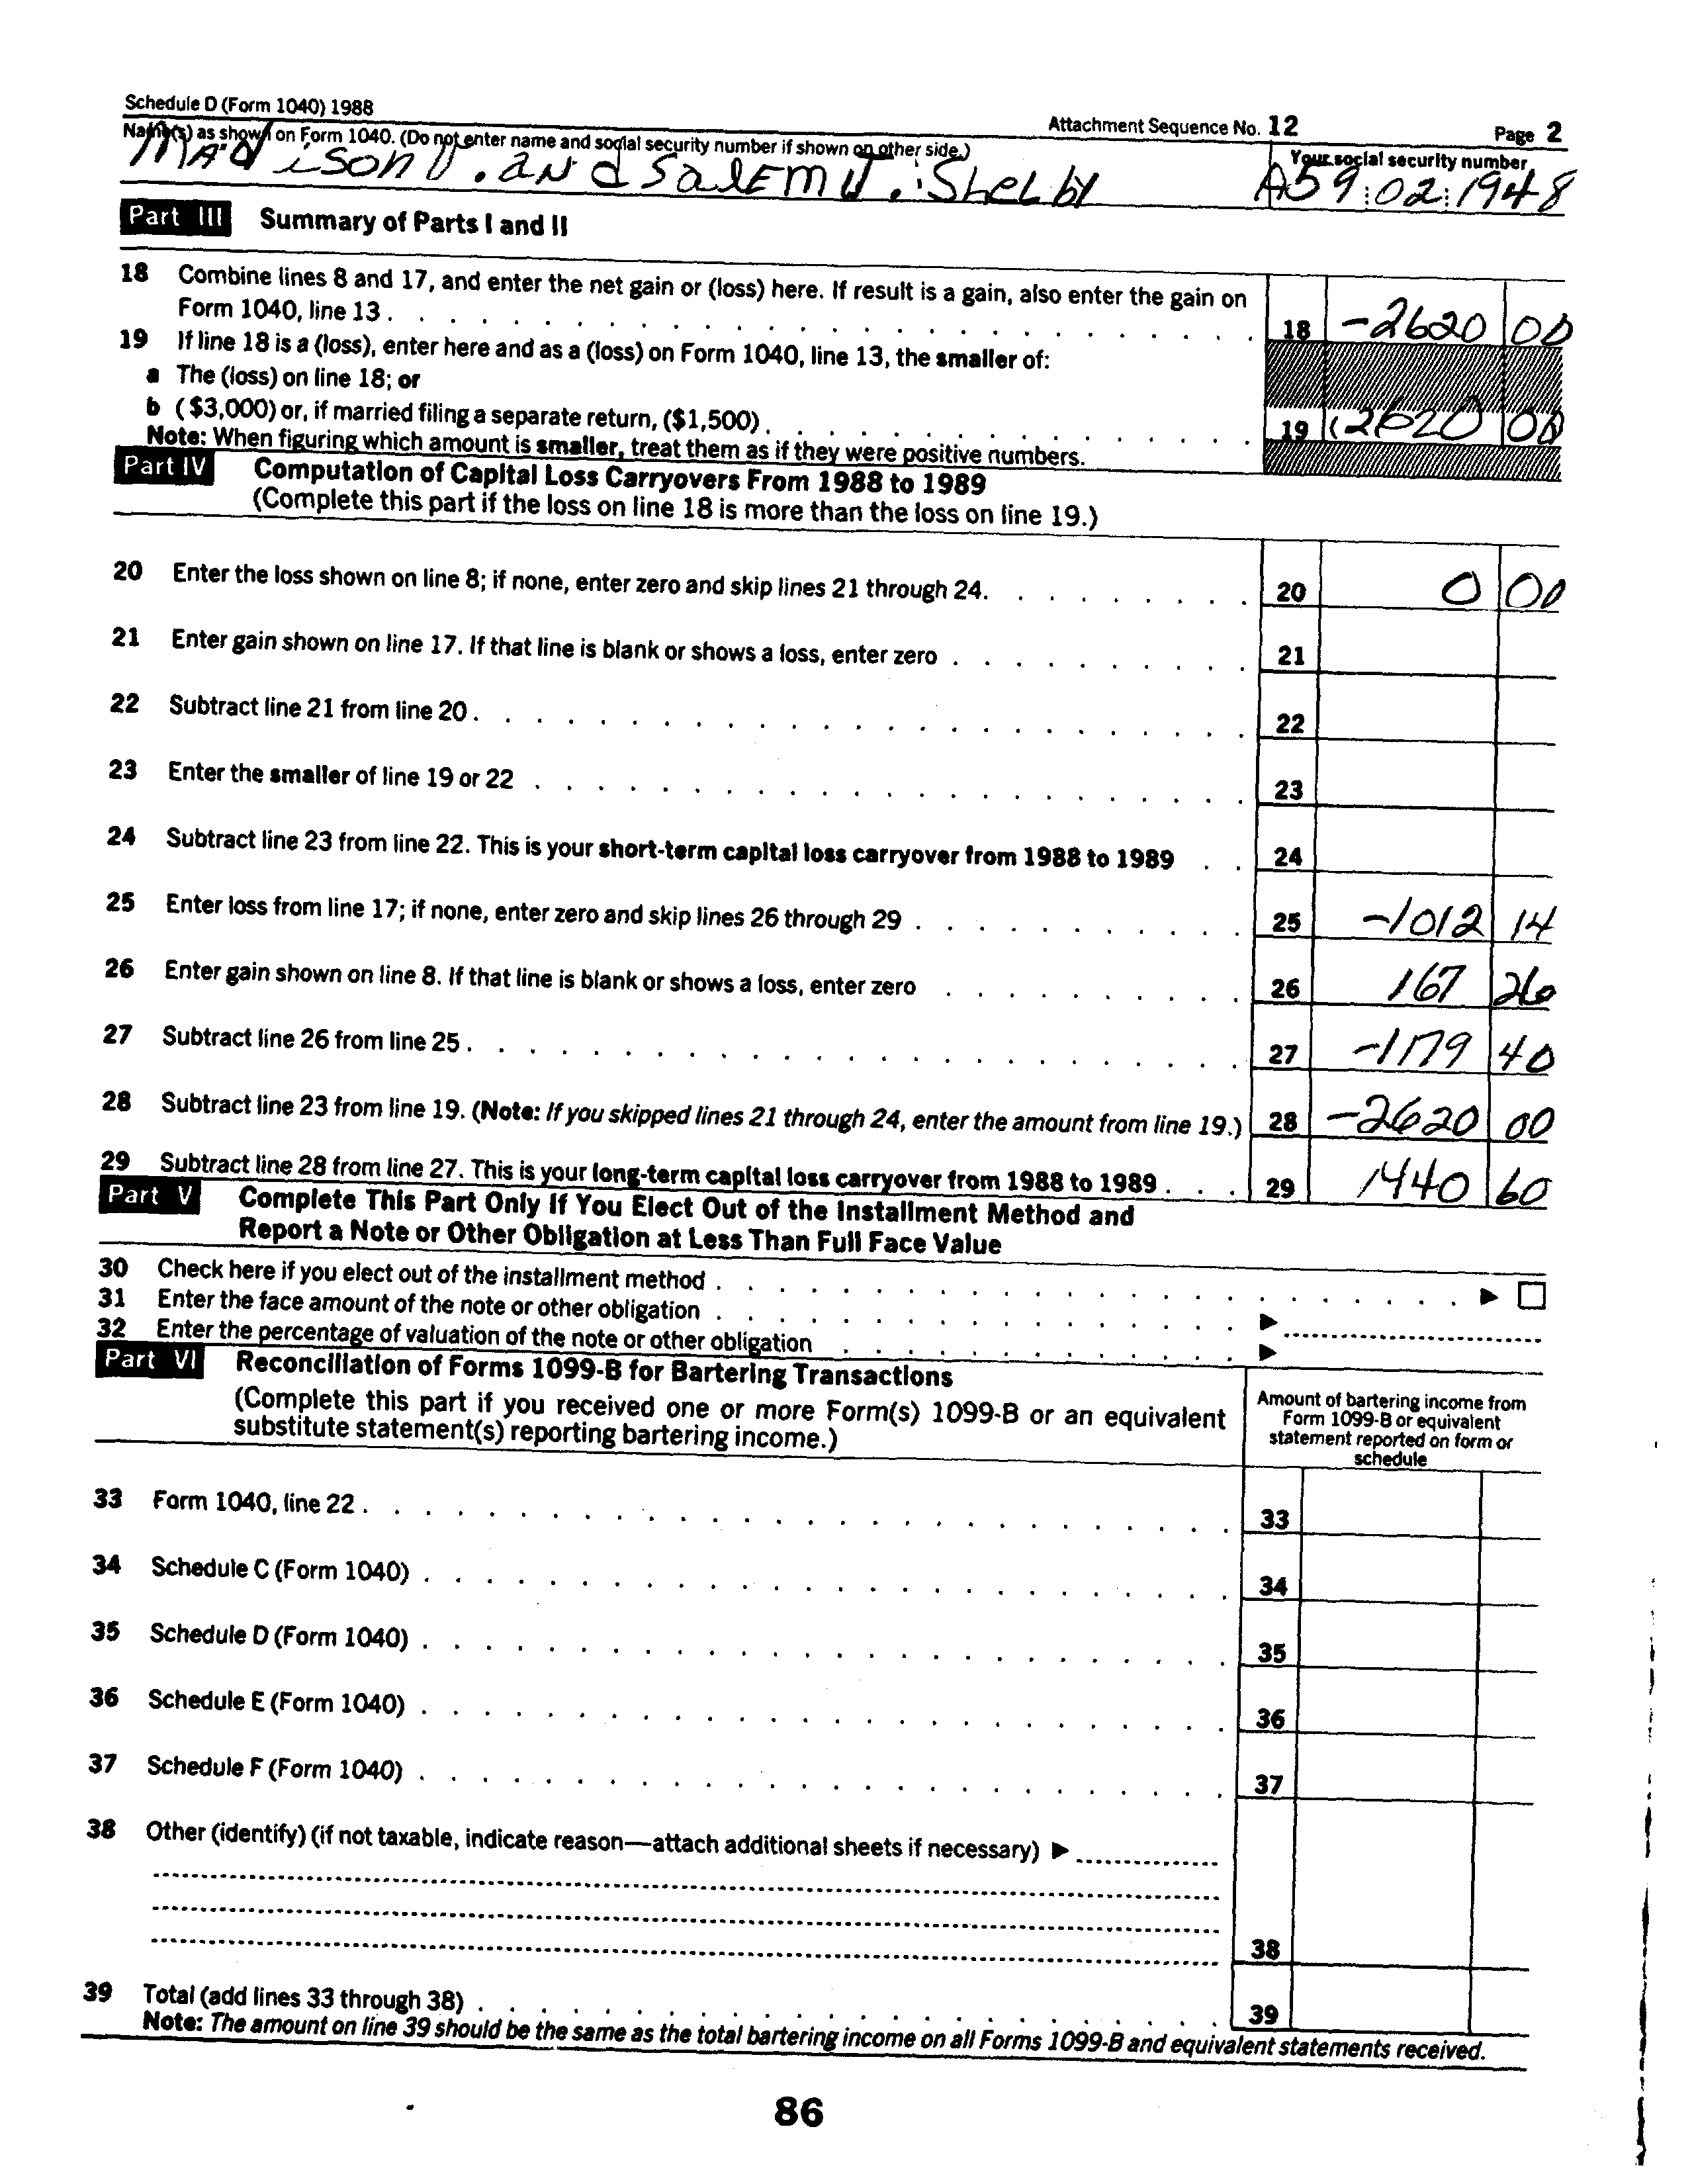 Schedule D (Form 1040) 1988
Attachment Sequence No. 12
Page 2
Name(s) as shown on Form 1040. (Do not enter name and social security number if shown on other side.)
Your social security number
Madison U. and Salem J. Shelby
A59 02 1948
Part III Summary of Parts I and II
18 Combine lines 8 and 17, and enter the net gain or (loss) here. If result is a gain, also enter the gain on
Form 1040, line 13 . . . 18 -2620 00
19 If line 18 is a (loss), enter here and as a (loss) on Form 1040, line 13, the smaller of:
a The (loss) on line 18; or
b ($3,000) or, if married filing a separate return, ($1,500) . . . 19 (2620 00
Note: When figuring which amount is smaller, treat them as if they were positive numbers.
Part IV Computation of Capital Loss Carryovers From 1988 to 1989
(Complete this part if the loss on line 18 is more than the loss on line 19.)
20 Enter the loss shown on line 8; if none, enter zero and skip lines 21 through 24. . . . 20 0 00
21 Enter gain shown on line 17. If that line is blank or shows a loss, enter zero . . . 21
22 Subtract line 21 from line 20 . . . 22
23 Enter the smaller of line 19 or 22 . . . 23
24 Subtract line 23 from line 22. This is your short-term capital loss carryover from 1988 to 1989 . . 24
25 Enter loss from line 17; if none, enter zero and skip lines 26 through 29 . . . 25 -1012 14
26 Enter gain shown on line 8. If that line is blank or shows a loss, enter zero . . . 26 167 26
27 Subtract line 26 from line 25 . . . 27 -1179 40
28 Subtract line 23 from line 19. (Note: If you skipped lines 21 through 24, enter the amount from line 19.) 28 -2620 00
29 Subtract line 28 from line 27. This is your long-term capital loss carryover from 1988 to 1989 . . . 29 1440 60
Part V Complete This Part Only If You Elect Out of the Installment Method and
Report a Note or Other Obligation at Less Than Full Face Value
30 Check here if you elect out of the installment method . . . ▶ ☐
31 Enter the face amount of the note or other obligation . . . ▶
32 Enter the percentage of valuation of the note or other obligation . . . ▶
Part VI Reconciliation of Forms 1099-B for Bartering Transactions
(Complete this part if you received one or more Form(s) 1099-B or an equivalent
substitute statement(s) reporting bartering income.)
Amount of bartering income from
Form 1099-B or equivalent
statement reported on form or
schedule
33 Form 1040, line 22 . . . 33
34 Schedule C (Form 1040) . . . 34
35 Schedule D (Form 1040) . . . 35
36 Schedule E (Form 1040) . . . 36
37 Schedule F (Form 1040) . . . 37
38 Other (identify) (if not taxable, indicate reason—attach additional sheets if necessary) ▶
38
39 Total (add lines 33 through 38) . . . 39
Note: The amount on line 39 should be the same as the total bartering income on all Forms 1099-B and equivalent statements received.
86